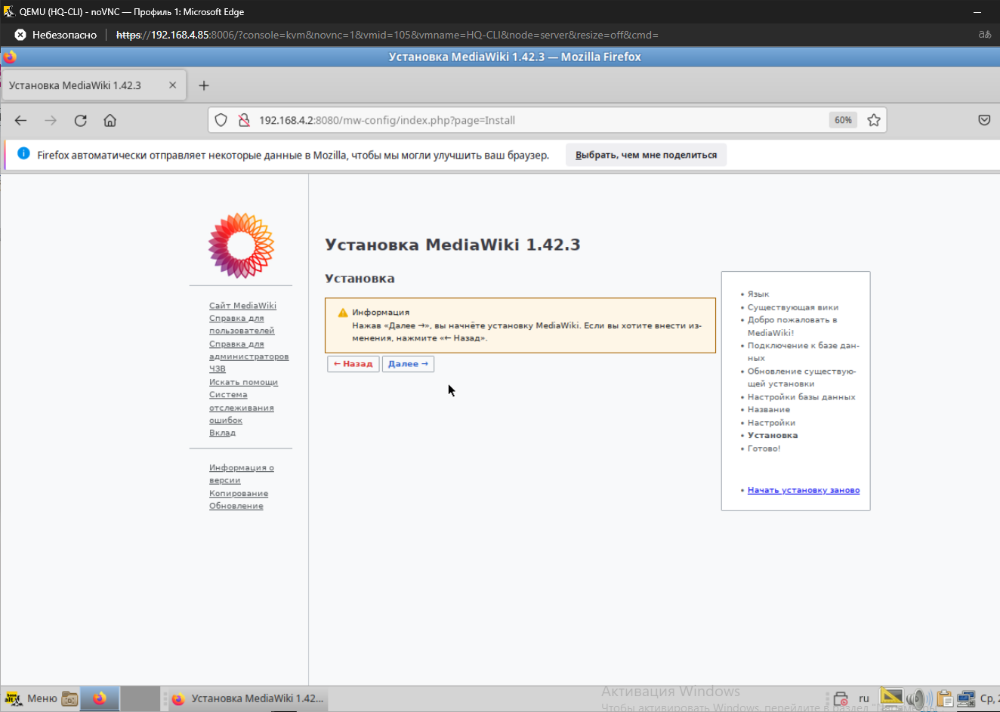 QEMU (HQ-CLI) - noVNC — Профиль 1: Microsoft Edge
Небезопасно
https://192.168.4.85:8006/?console=kvm&novnc=1&vmid=105&vmname=HQ-CLI&node=server&resize=off&cmd=
Установка MediaWiki 1.42.3 — Mozilla Firefox
Установка MediaWiki 1.42.3
192.168.4.2:8080/mw-config/index.php?page=Install
60%
Firefox автоматически отправляет некоторые данные в Mozilla, чтобы мы могли улучшить ваш браузер.
Выбрать, чем мне поделиться
Сайт MediaWiki
Справка для
пользователей
Справка для
администраторов
ЧЗВ
Искать помощи
Система
отслеживания
ошибок
Вклад
Информация о
версии
Копирование
Обновление
Установка MediaWiki 1.42.3
Установка
Информация
Нажав «Далее →», вы начнёте установку MediaWiki. Если вы хотите внести из-
менения, нажмите «← Назад».
← Назад
Далее →
Язык
Существующая вики
Добро пожаловать в
MediaWiki!
Подключение к базе дан-
ных
Обновление существую-
щей установки
Настройки базы данных
Название
Настройки
Установка
Готово!
Начать установку заново
Активация Windows
Чтобы активировать Windows, перейдите в раздел "Параметры
Меню
Установка MediaWiki 1.42...
ru
Ср,